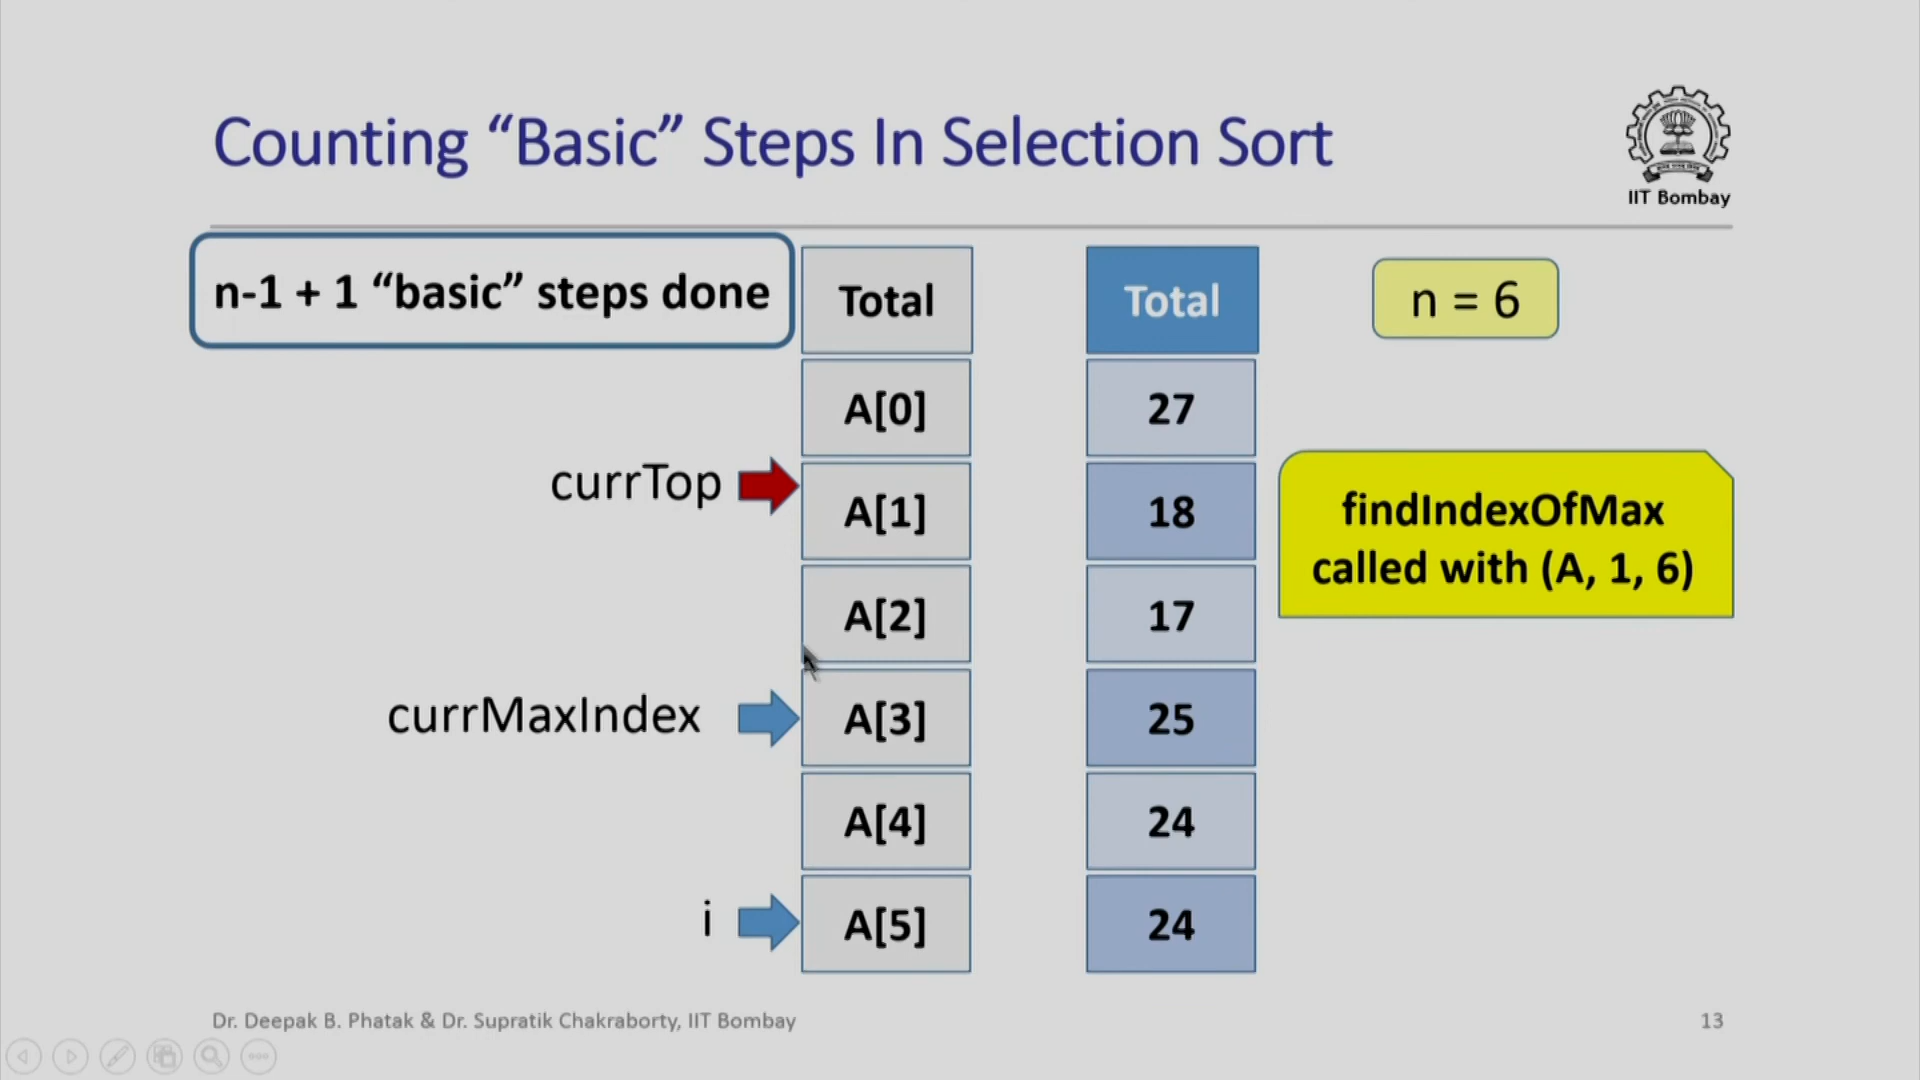 Counting “Basic” Steps In Selection Sort
IIT Bombay
n-1 + 1 “basic” steps done
Total
Total
n = 6
A[0]
27
currTop
A[1]
18
findIndexOfMax
called with (A, 1, 6)
A[2]
17
currMaxIndex
A[3]
25
A[4]
24
i
A[5]
24
Dr. Deepak B. Phatak & Dr. Supratik Chakraborty, IIT Bombay
13